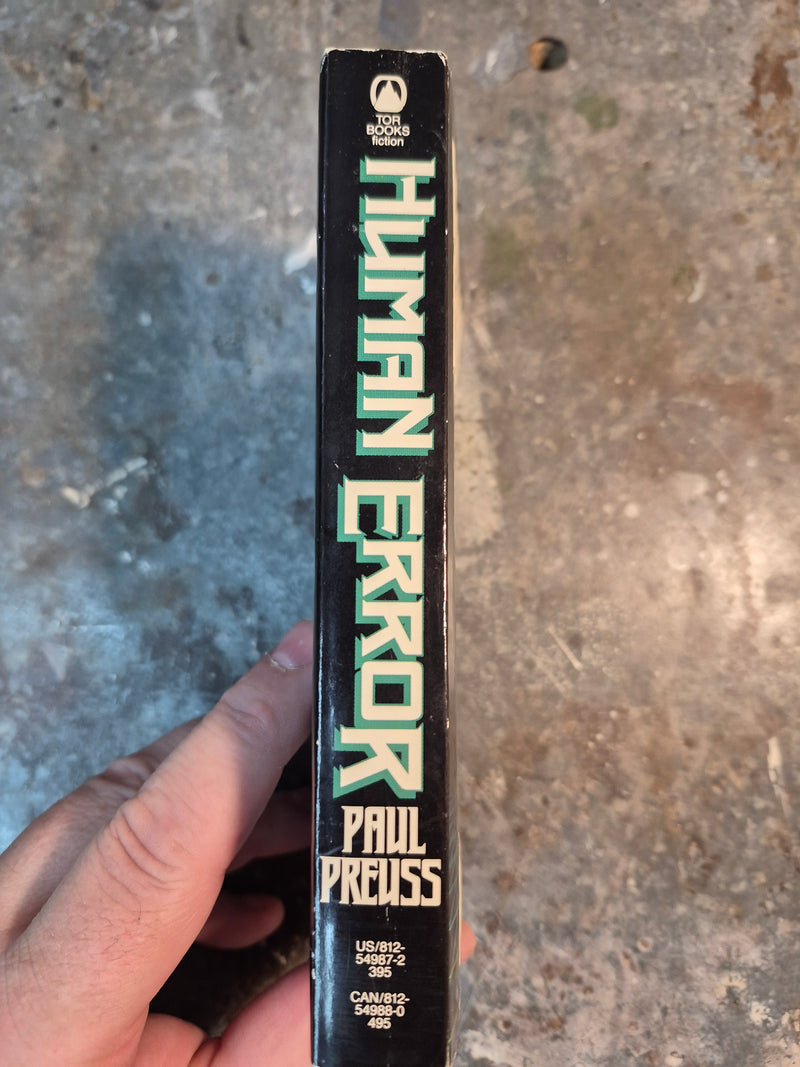 TOR
BOOKS
fiction
HUMAN ERROR
PAUL
PREUSS
US/812-
54987-2
395
CAN/812-
54988-0
495